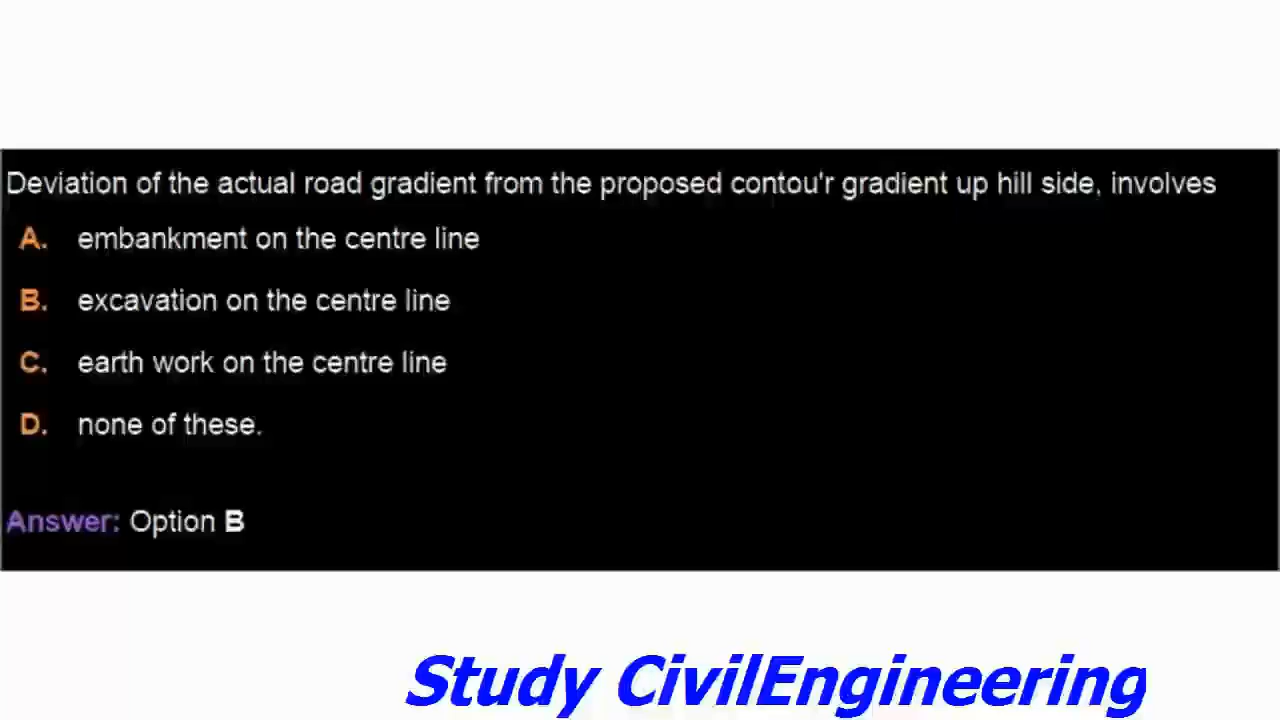 Deviation of the actual road gradient from the proposed contou'r gradient up hill side, involves
A. embankment on the centre line
B. excavation on the centre line
C. earth work on the centre line
D. none of these.
Answer: Option B
Study CivilEngineering